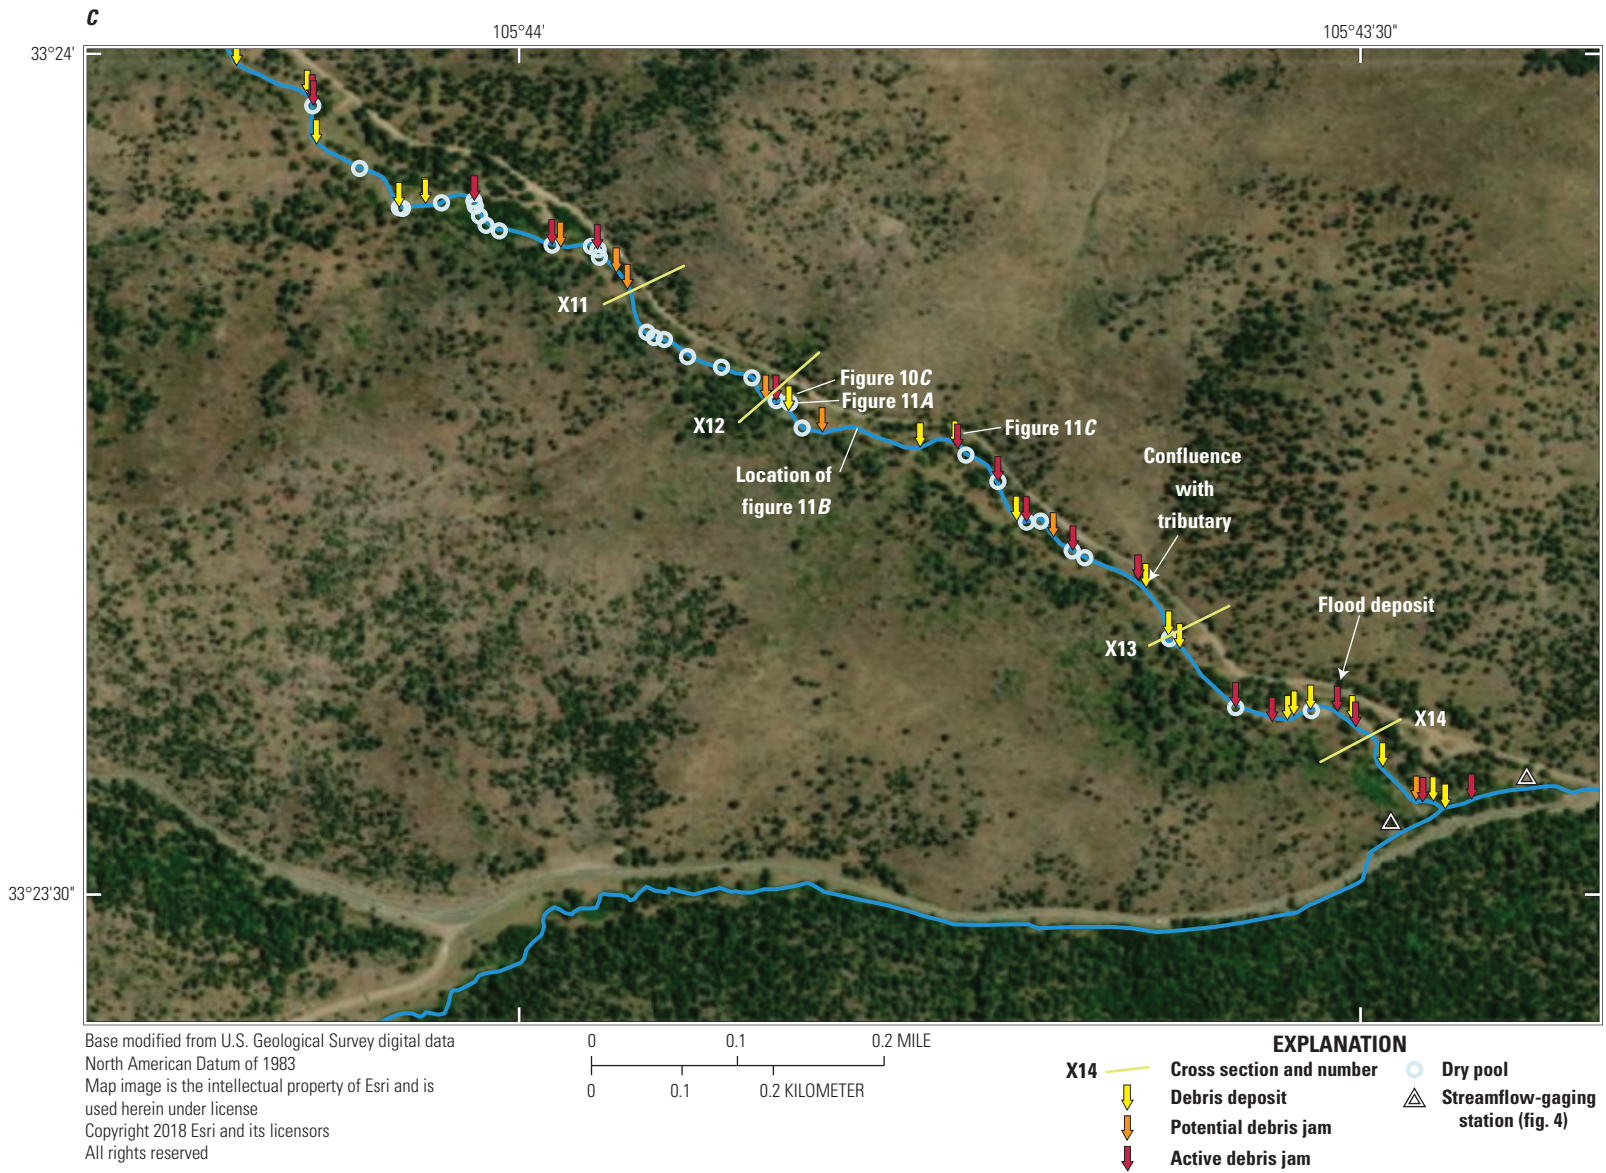 C
105°44'
105°43'30"
33°24'
X11
Figure 10C
Figure 11A
X12
Figure 11C
Location of
figure 11B
Confluence
with
tributary
Flood deposit
X13
X14
33°23'30"
Base modified from U.S. Geological Survey digital data
North American Datum of 1983
Map image is the intellectual property of Esri and is
used herein under license
Copyright 2018 Esri and its licensors
All rights reserved
0 0.1 0.2 MILE
0 0.1 0.2 KILOMETER
EXPLANATION
X14 Cross section and number
Debris deposit
Potential debris jam
Active debris jam
Dry pool
Streamflow-gaging
station (fig. 4)